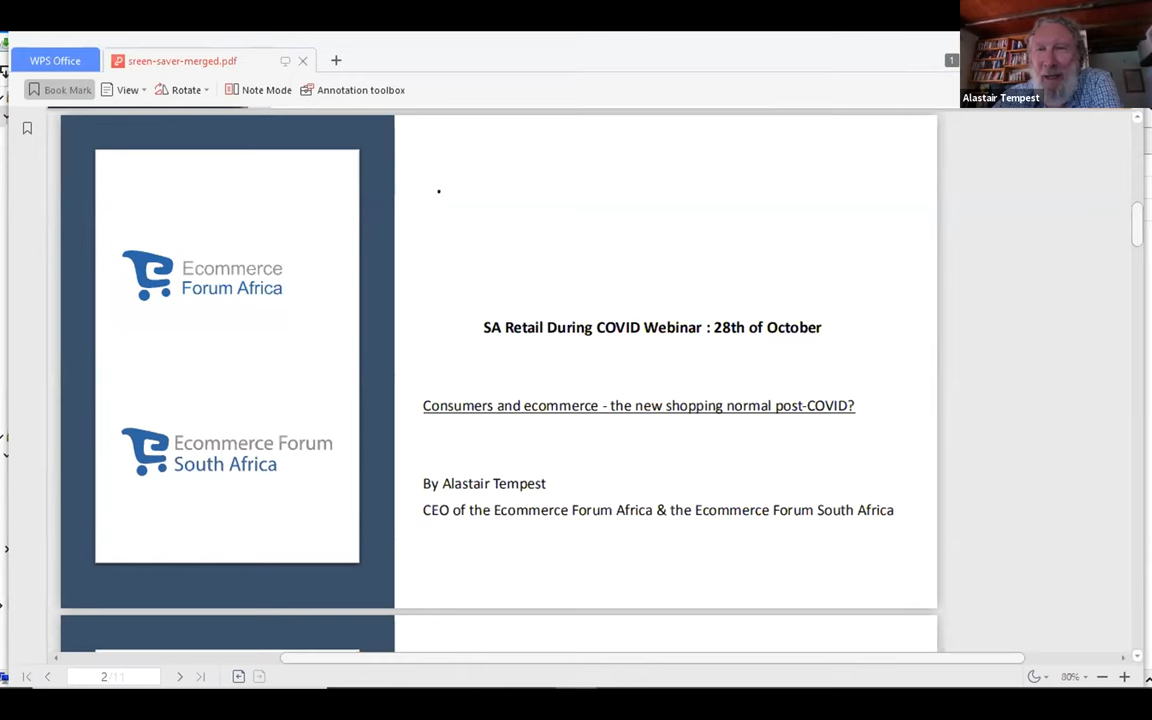 WPS Office
sreen-saver-merged.pdf
1
Book Mark
View
Rotate
Note Mode
Annotation toolbox
Alastair Tempest
Ecommerce
Forum Africa
Ecommerce Forum
South Africa
.
SA Retail During COVID Webinar : 28th of October
Consumers and ecommerce - the new shopping normal post-COVID?
By Alastair Tempest
CEO of the Ecommerce Forum Africa & the Ecommerce Forum South Africa
2/11
80%